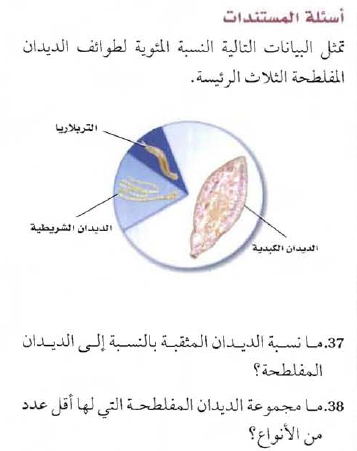 أسئلة المستندات
تمثل البيانات التالية النسبة المئوية لطوائف الديدان
المفلطحة الثلاث الرئيسة.
التربلاريا
الديدان الشريطية
الديدان الكبدية
37.ما نسبة الديدان المثقبة بالنسبة إلى الديدان
المفلطحة؟
38.ما مجموعة الديدان المفلطحة التي لها أقل عدد
من الأنواع؟